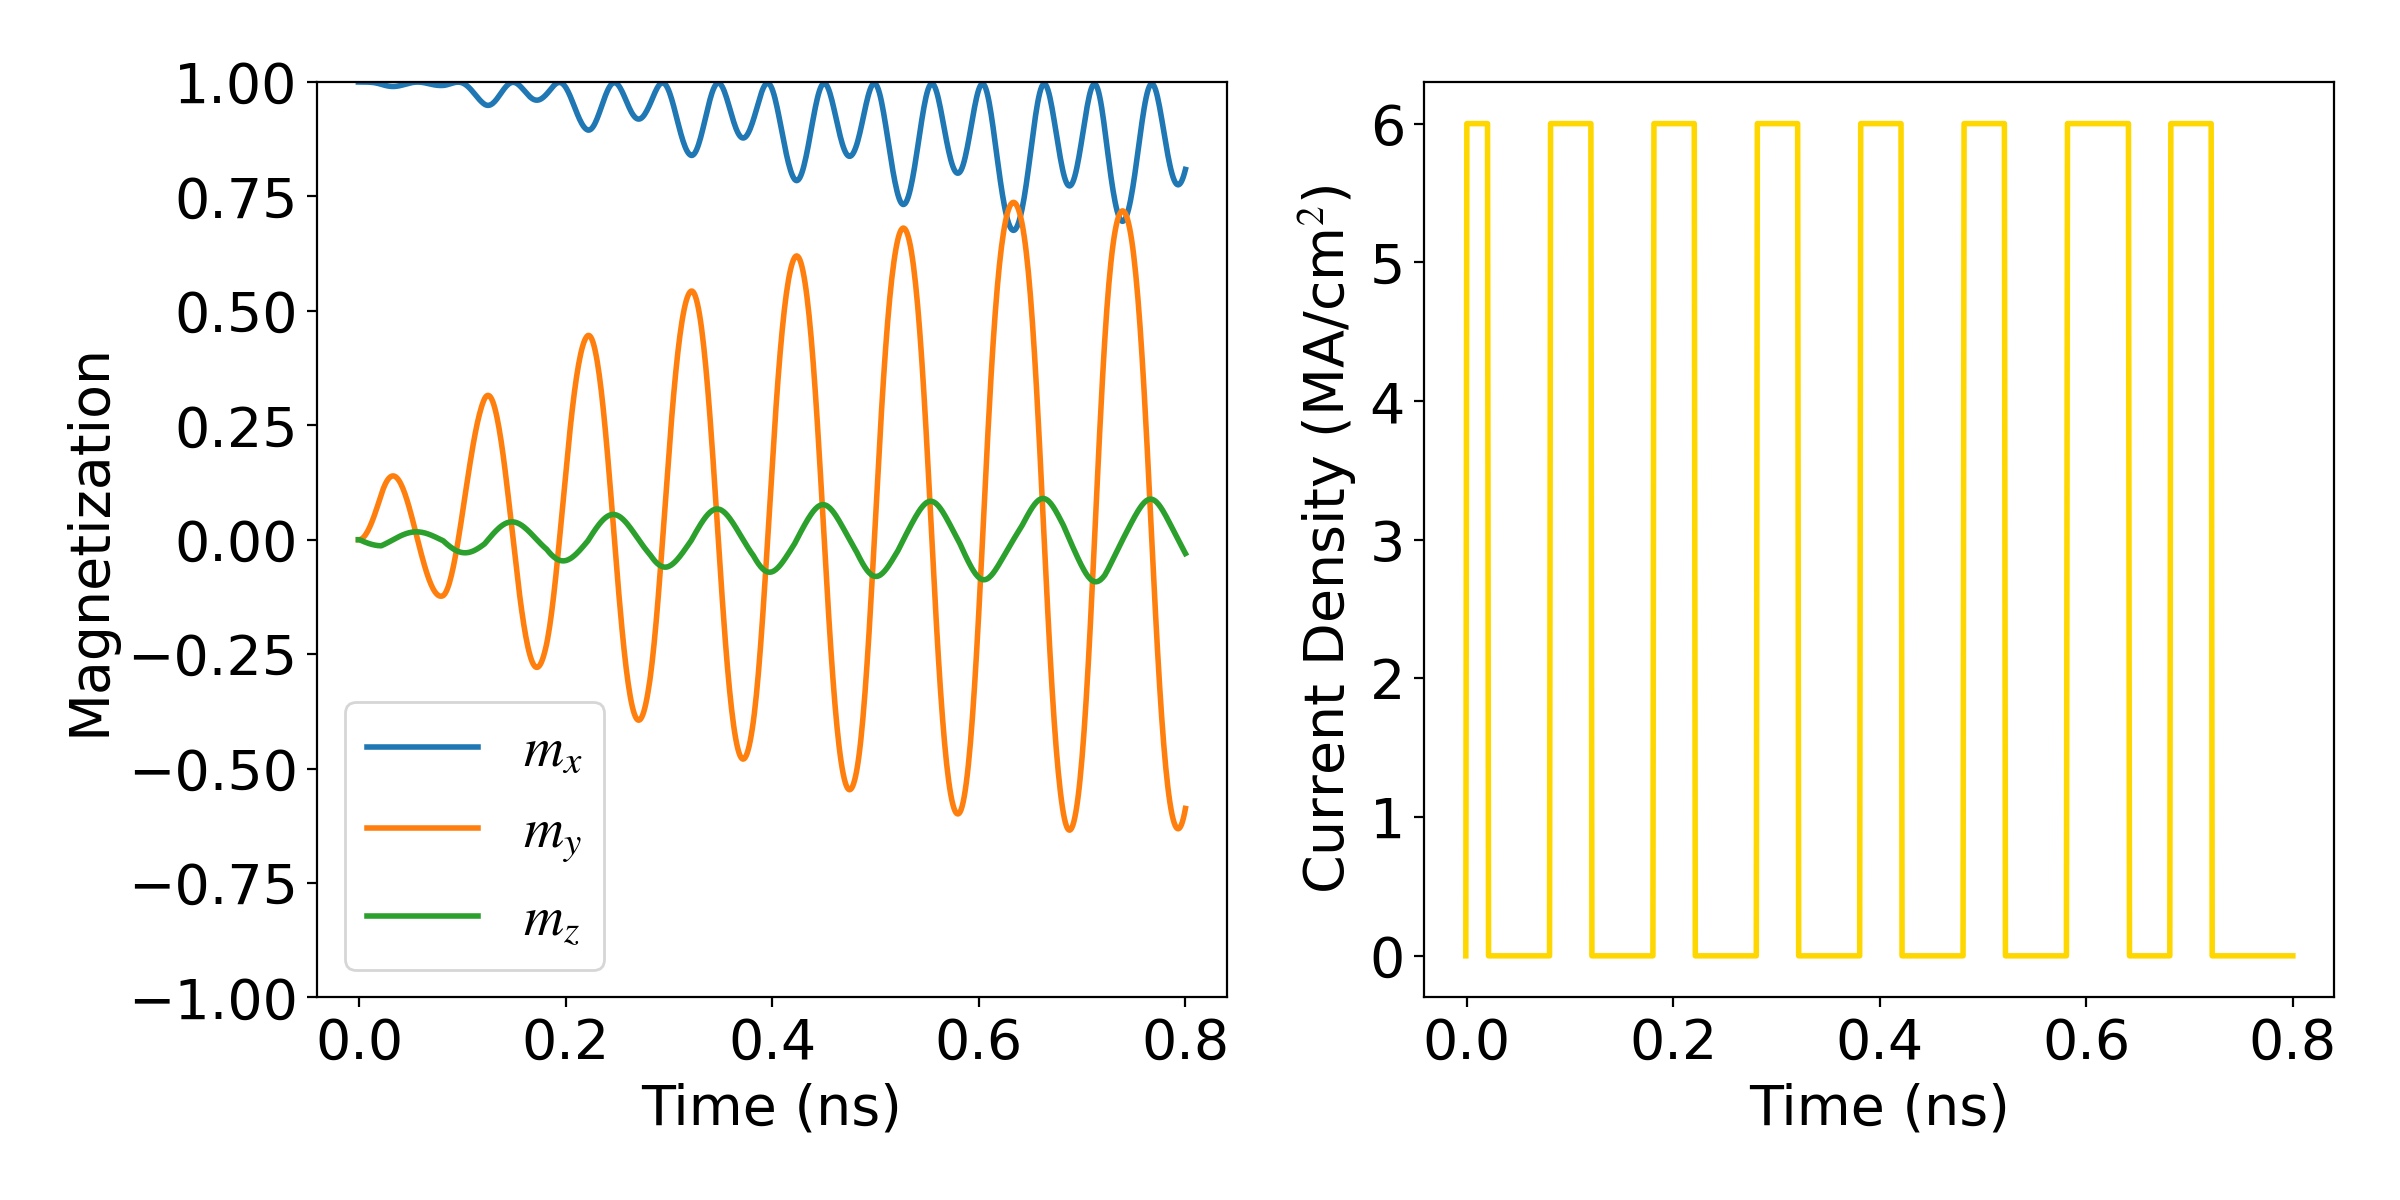 1.00
0.75
0.50
0.25
0.00
−0.25
−0.50
−0.75
−1.00
Magnetization
m_x
m_y
m_z
0.0 0.2 0.4 0.6 0.8
Time (ns)
6
5
4
3
2
1
0
Current Density (MA/cm²)
0.0 0.2 0.4 0.6 0.8
Time (ns)